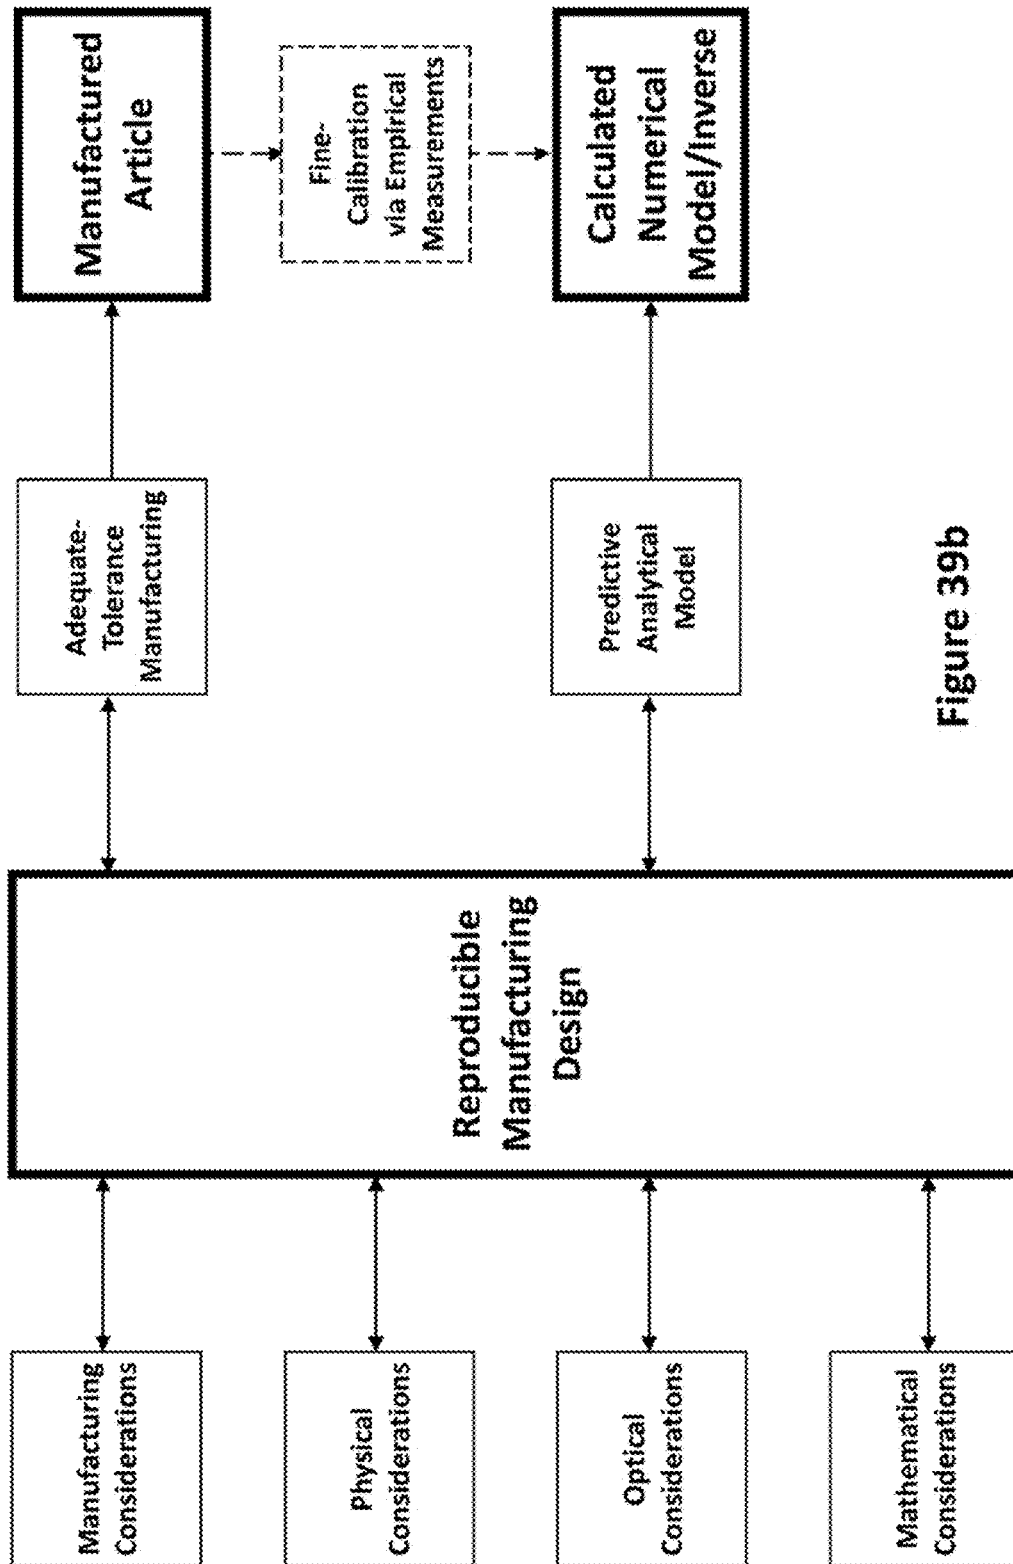 Manufacturing
Considerations
Physical
Considerations
Optical
Considerations
Mathematical
Considerations
Reproducible
Manufacturing
Design
Adequate-
Tolerance
Manufacturing
Predictive
Analytical
Model
Manufactured
Article
Fine-
Calibration
via Empirical
Measurements
Calculated
Numerical
Model/Inverse
Figure 39b